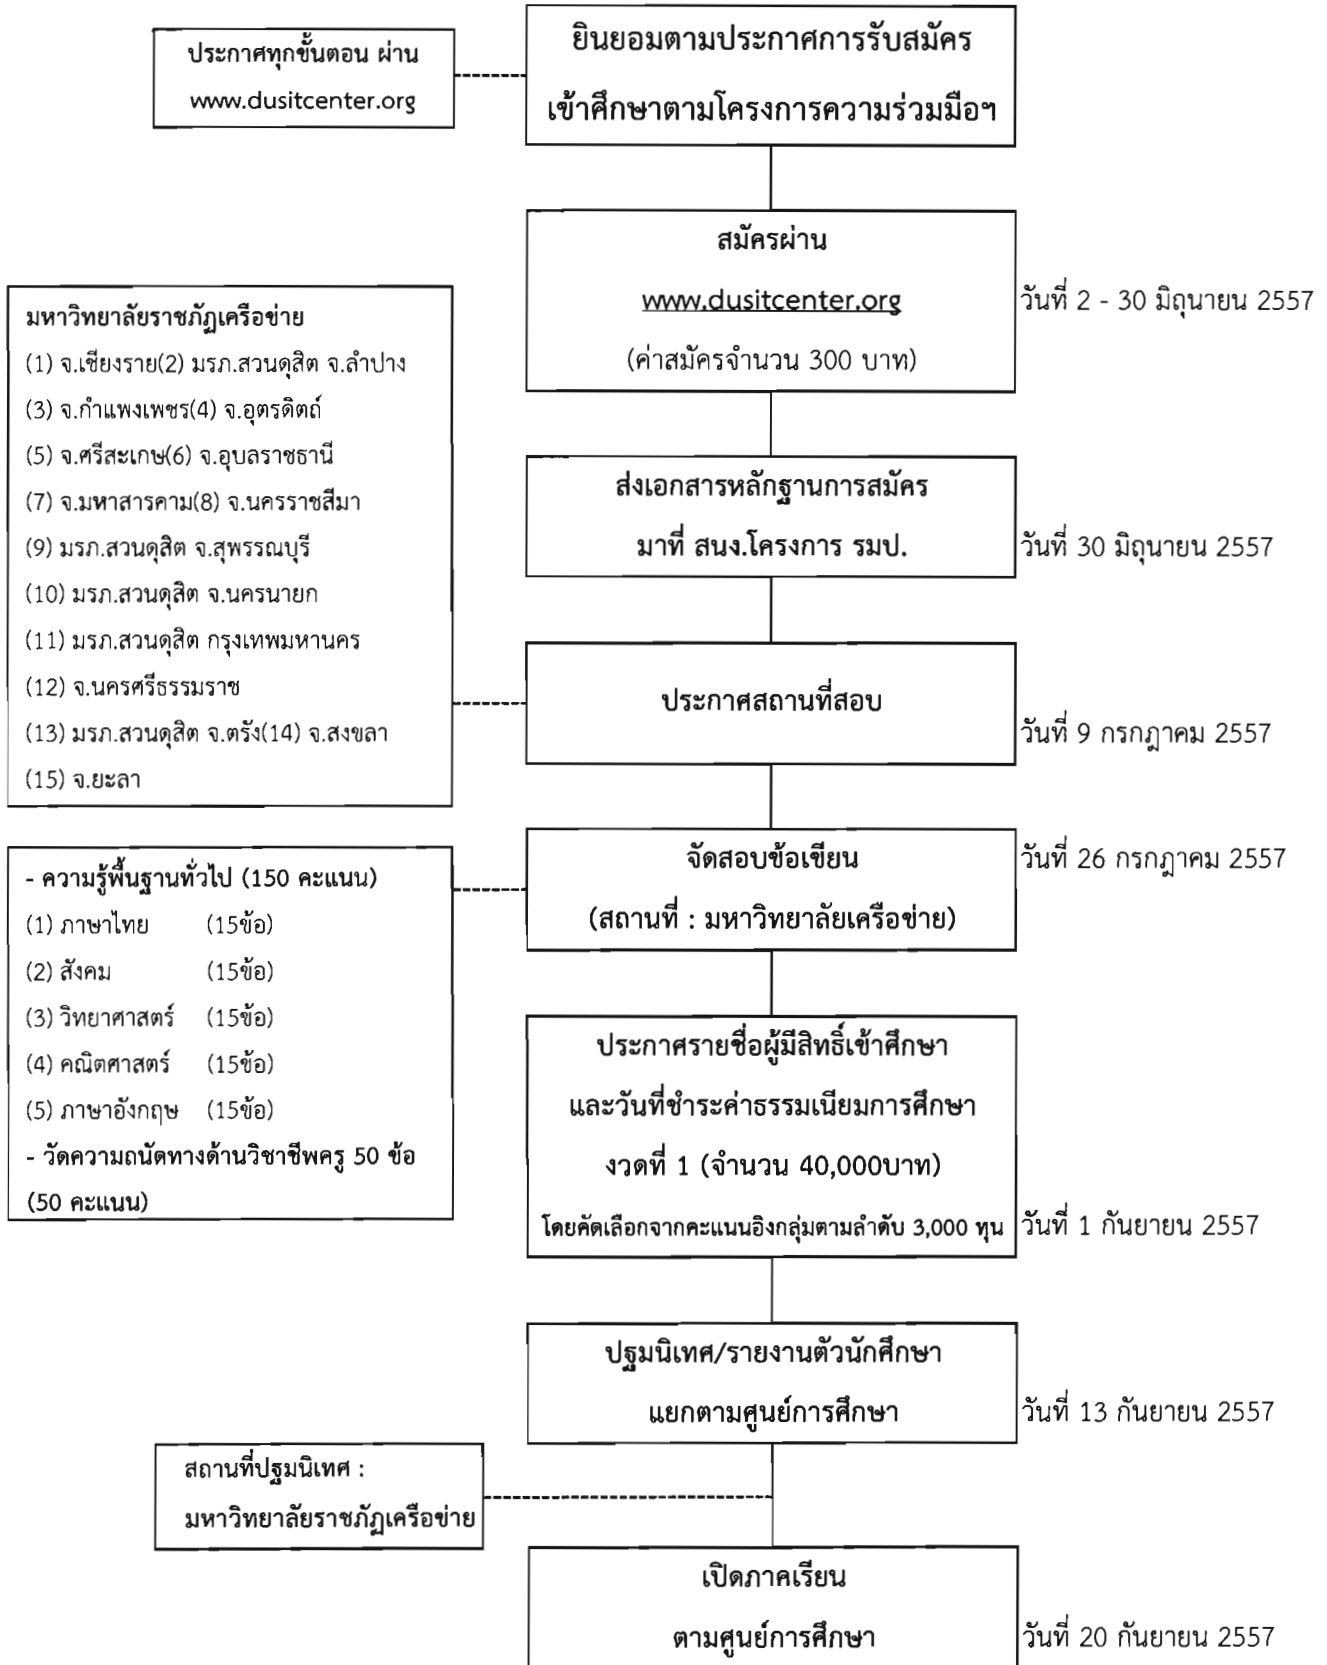 ประกาศทุกขั้นตอน ผ่าน
www.dusitcenter.org
ยินยอมตามประกาศการรับสมัคร
เข้าศึกษาตามโครงการความร่วมมือฯ
สมัครผ่าน
www.dusitcenter.org
(ค่าสมัครจำนวน 300 บาท)
วันที่ 2 - 30 มิถุนายน 2557
มหาวิทยาลัยราชภัฏเครือข่าย
(1) จ.เชียงราย(2) มรภ.สวนดุสิต จ.ลำปาง
(3) จ.กำแพงเพชร(4) จ.อุตรดิตถ์
(5) จ.ศรีสะเกษ(6) จ.อุบลราชธานี
(7) จ.มหาสารคาม(8) จ.นครราชสีมา
(9) มรภ.สวนดุสิต จ.สุพรรณบุรี
(10) มรภ.สวนดุสิต จ.นครนายก
(11) มรภ.สวนดุสิต กรุงเทพมหานคร
(12) จ.นครศรีธรรมราช
(13) มรภ.สวนดุสิต จ.ตรัง(14) จ.สงขลา
(15) จ.ยะลา
ส่งเอกสารหลักฐานการสมัคร
มาที่ สนง.โครงการ รมป.
วันที่ 30 มิถุนายน 2557
ประกาศสถานที่สอบ
วันที่ 9 กรกฎาคม 2557
จัดสอบข้อเขียน
(สถานที่ : มหาวิทยาลัยเครือข่าย)
วันที่ 26 กรกฎาคม 2557
- ความรู้พื้นฐานทั่วไป (150 คะแนน)
(1) ภาษาไทย (15ข้อ)
(2) สังคม (15ข้อ)
(3) วิทยาศาสตร์ (15ข้อ)
(4) คณิตศาสตร์ (15ข้อ)
(5) ภาษาอังกฤษ (15ข้อ)
- วัดความถนัดทางด้านวิชาชีพครู 50 ข้อ
(50 คะแนน)
ประกาศรายชื่อผู้มีสิทธิ์เข้าศึกษา
และวันที่ชำระค่าธรรมเนียมการศึกษา
งวดที่ 1 (จำนวน 40,000บาท)
โดยคัดเลือกจากคะแนนอิงกลุ่มตามลำดับ 3,000 ทุน
วันที่ 1 กันยายน 2557
ปฐมนิเทศ/รายงานตัวนักศึกษา
แยกตามศูนย์การศึกษา
วันที่ 13 กันยายน 2557
สถานที่ปฐมนิเทศ :
มหาวิทยาลัยราชภัฏเครือข่าย
เปิดภาคเรียน
ตามศูนย์การศึกษา
วันที่ 20 กันยายน 2557